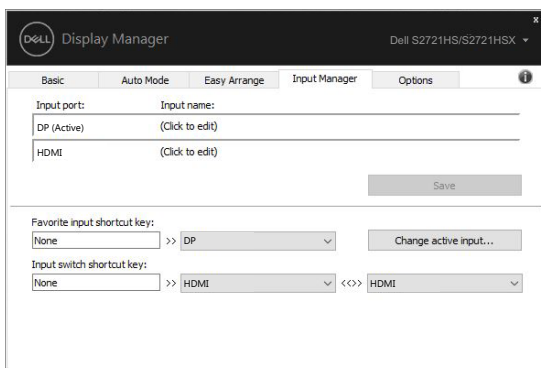 x
DELL Display Manager Dell S2721HS/S2721HSX
Basic Auto Mode Easy Arrange Input Manager Options i
Input port: Input name:
DP (Active) (Click to edit)
HDMI (Click to edit)
Save
Favorite input shortcut key:
None >> DP Change active input...
Input switch shortcut key:
None >> HDMI <<>> HDMI